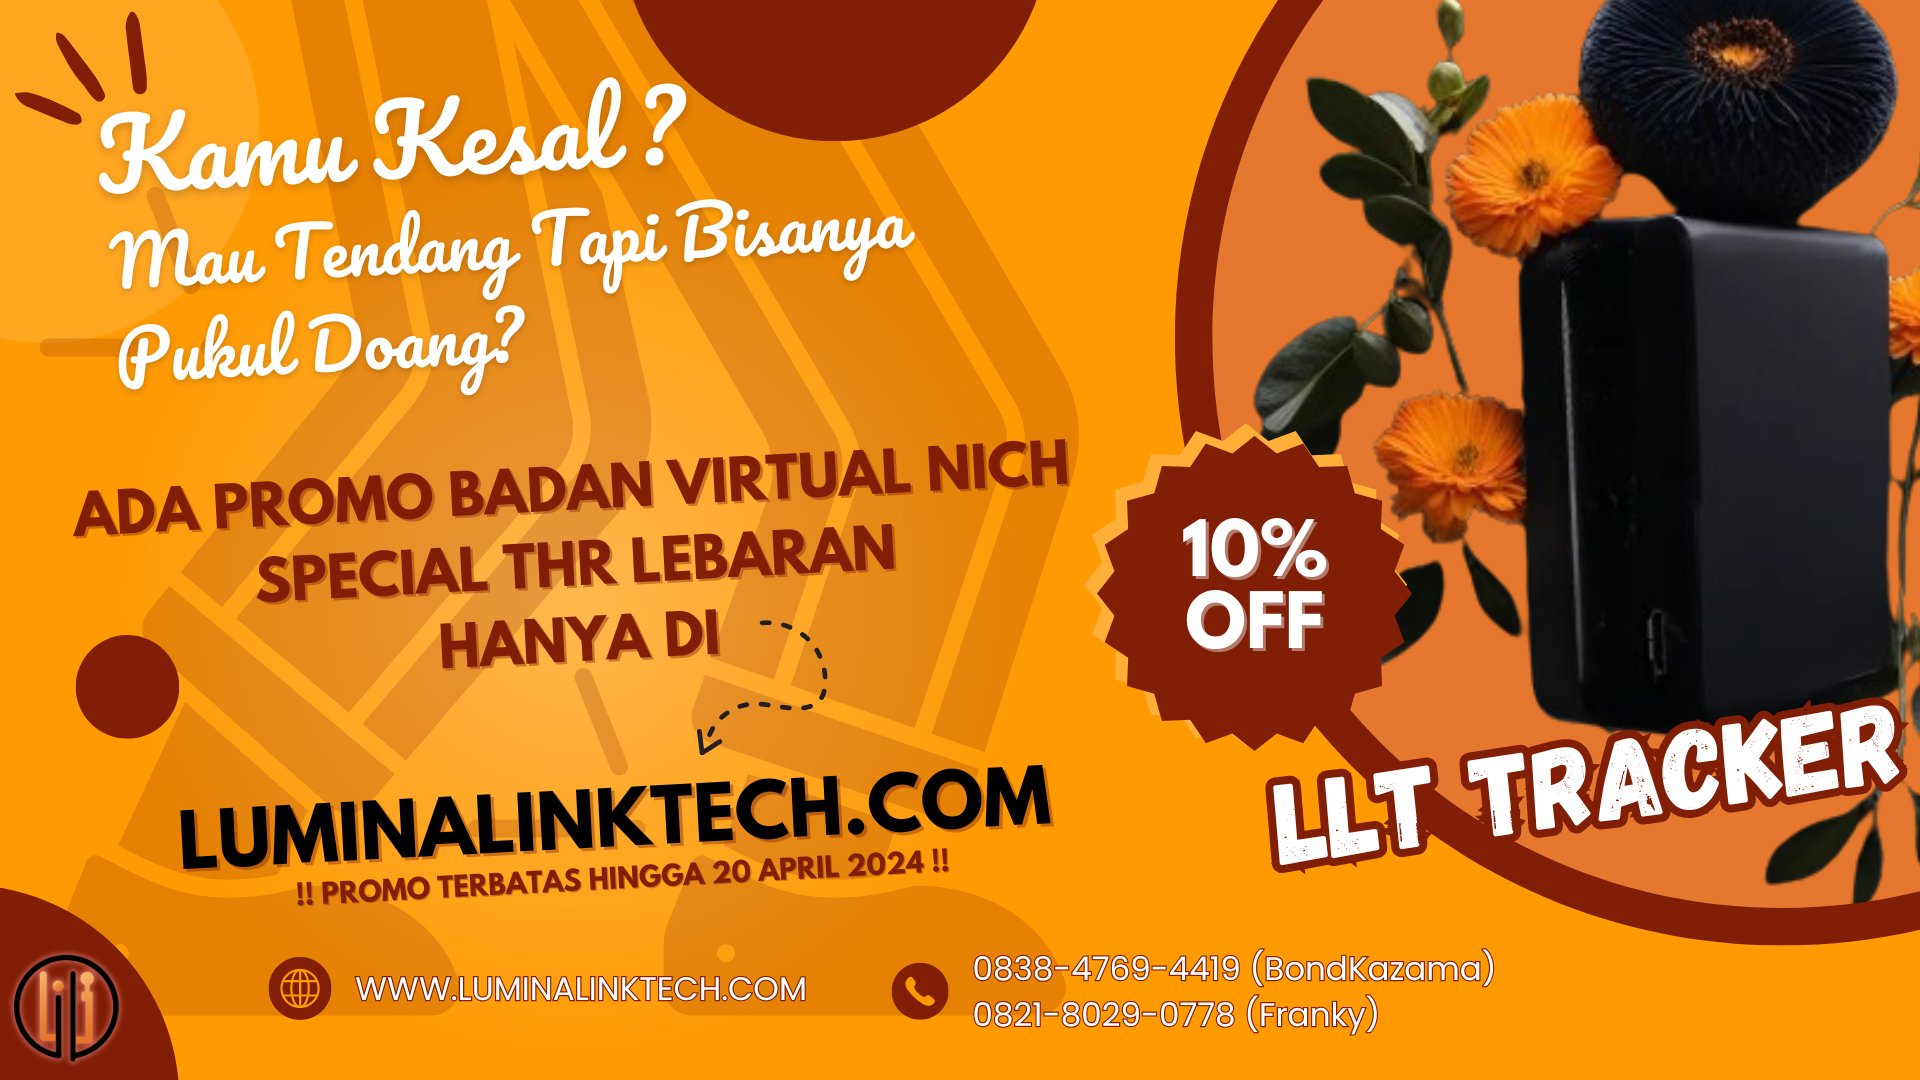 Kamu Kesal ?
Mau Tendang Tapi Bisanya
Pukul Doang?
ADA PROMO BADAN VIRTUAL NICH
SPECIAL THR LEBARAN
HANYA DI
LUMINALINKTECH.COM
!! PROMO TERBATAS HINGGA 20 APRIL 2024 !!
10%
OFF
LLT TRACKER
WWW.LUMINALINKTECH.COM
0838-4769-4419 (BondKazama)
0821-8029-0778 (Franky)